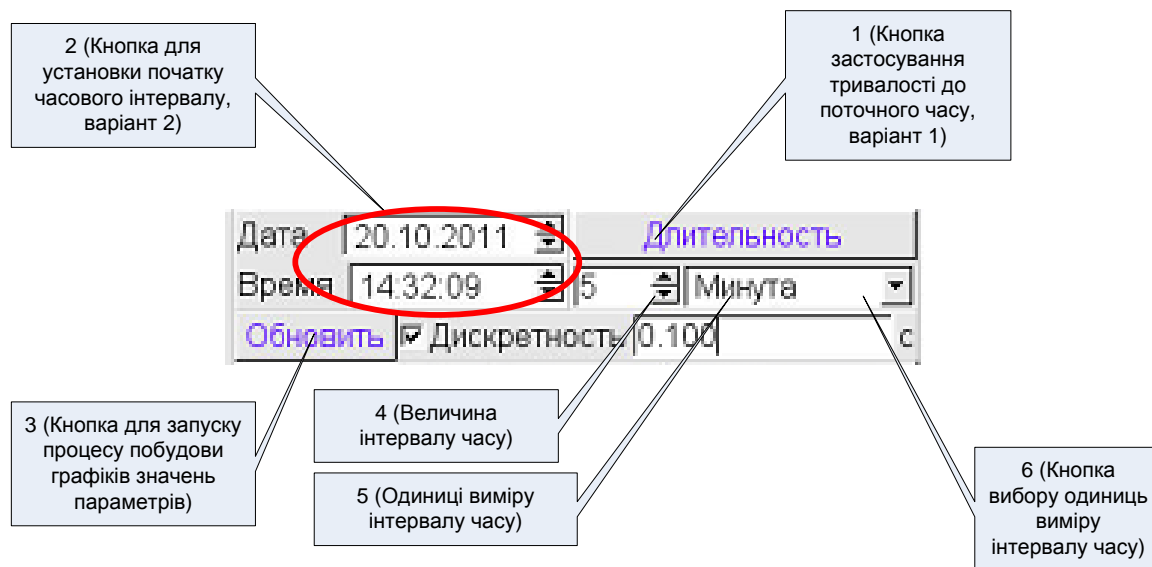 2 (Кнопка для
установки початку
часового інтервалу,
варіант 2)
1 (Кнопка
застосування
тривалості до
поточного часу,
варіант 1)
Дата 20.10.2011 Длительность
Время 14:32:09 5 Минута
Обновить Дискретность 0.100 с
3 (Кнопка для запуску
процесу побудови
графіків значень
параметрів)
4 (Величина
інтервалу часу)
5 (Одиниці виміру
інтервалу часу)
6 (Кнопка
вибору одиниць
виміру
інтервалу часу)